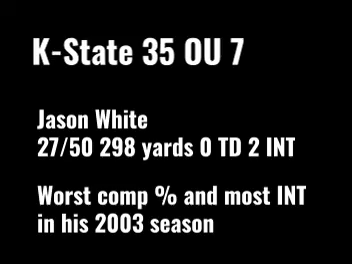 K-State 35 OU 7
Jason White
27/50 298 yards 0 TD 2 INT
Worst comp % and most INT
in his 2003 season